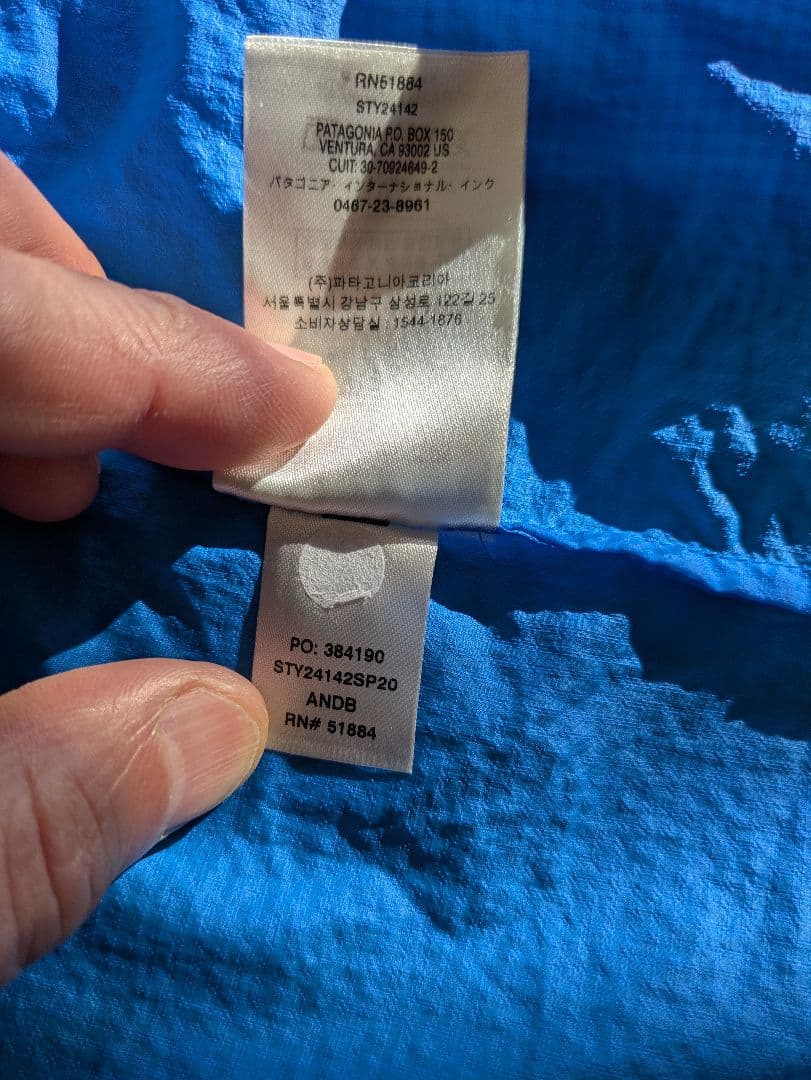 RN51884
STY24142
PATAGONIA P.O. BOX 150
VENTURA, CA 93002 US
CUIT: 30-70924649-2
パタゴニア・インターナショナル・インク
0467-23-8961
(주)파타고니아코리아
서울특별시 강남구 삼성로 122길 25
소비자상담실 : 1544-1876
PO: 384190
STY24142SP20
ANDB
RN# 51884